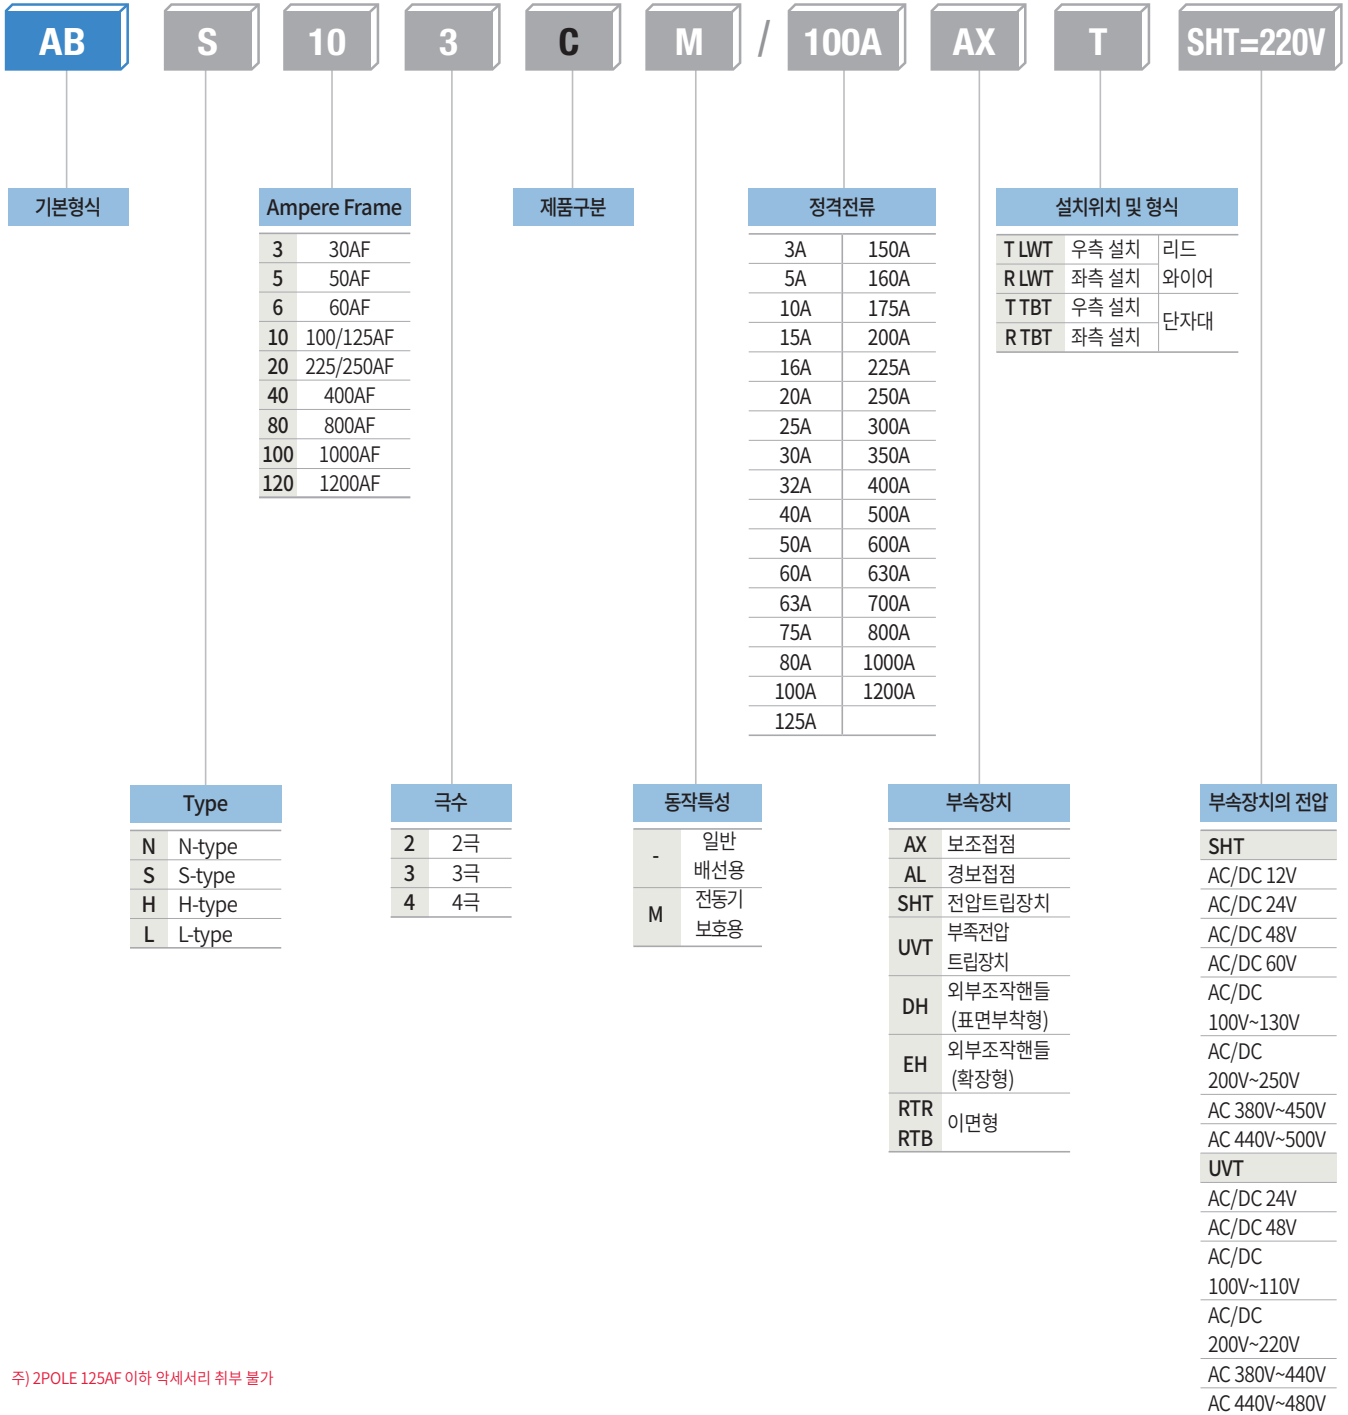 AB S 10 3 C M / 100A AX T SHT=220V
기본형식
Ampere Frame
3 30AF
5 50AF
6 60AF
10 100/125AF
20 225/250AF
40 400AF
80 800AF
100 1000AF
120 1200AF
제품구분
정격전류
3A 150A
5A 160A
10A 175A
15A 200A
16A 225A
20A 250A
25A 300A
30A 350A
32A 400A
40A 500A
50A 600A
60A 630A
63A 700A
75A 800A
80A 1000A
100A 1200A
125A
설치위치 및 형식
T LWT 우측 설치 리드
R LWT 좌측 설치 와이어
T TBT 우측 설치
단자대
R TBT 좌측 설치
Type
N N-type
S S-type
H H-type
L L-type
극수
2 2극
3 3극
4 4극
동작특성
- 일반
배선용
M 전동기
보호용
부속장치
AX 보조접점
AL 경보접점
SHT 전압트립장치
UVT 부족전압
트립장치
DH 외부조작핸들
(표면부착형)
EH 외부조작핸들
(확장형)
RTR
이면형
RTB
부속장치의 전압
SHT
AC/DC 12V
AC/DC 24V
AC/DC 48V
AC/DC 60V
AC/DC
100V~130V
AC/DC
200V~250V
AC 380V~450V
AC 440V~500V
UVT
AC/DC 24V
AC/DC 48V
AC/DC
100V~110V
AC/DC
200V~220V
AC 380V~440V
AC 440V~480V
주) 2POLE 125AF 이하 악세서리 취부 불가